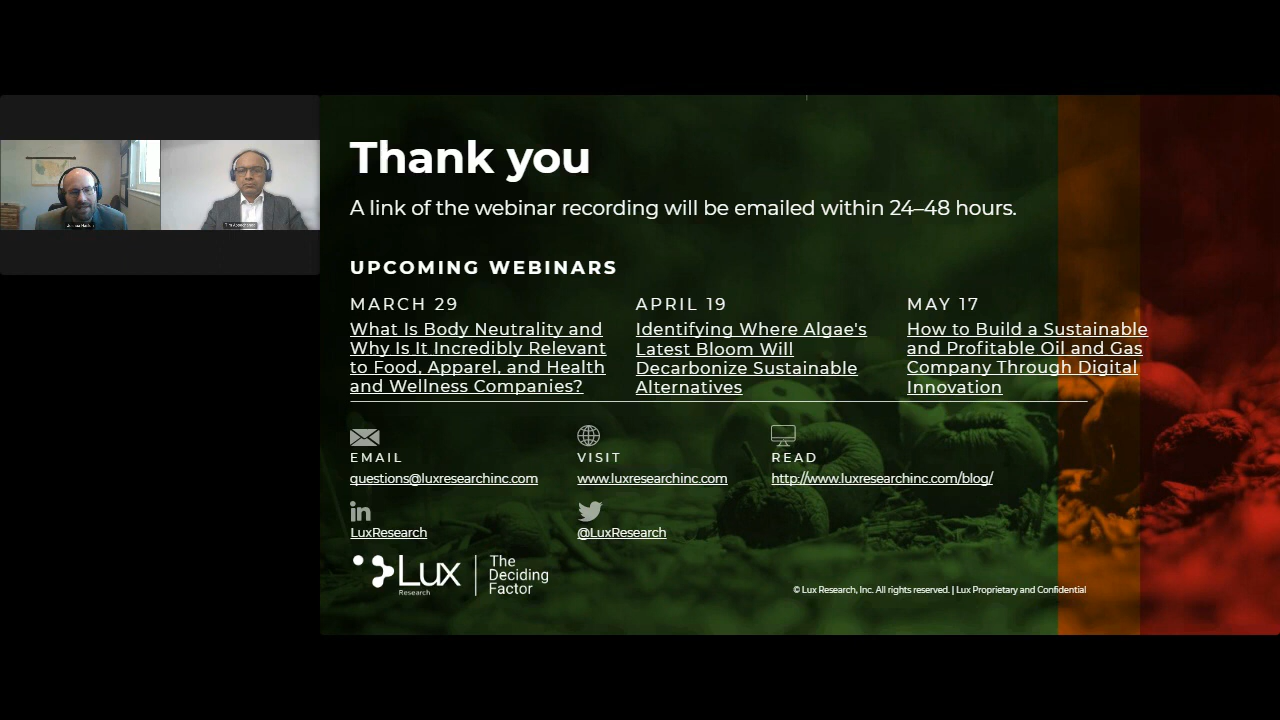 Thank you
A link of the webinar recording will be emailed within 24–48 hours.
UPCOMING WEBINARS
MARCH 29
What Is Body Neutrality and
Why Is It Incredibly Relevant
to Food, Apparel, and Health
and Wellness Companies?
APRIL 19
Identifying Where Algae's
Latest Bloom Will
Decarbonize Sustainable
Alternatives
MAY 17
How to Build a Sustainable
and Profitable Oil and Gas
Company Through Digital
Innovation
EMAIL
questions@luxresearchinc.com
VISIT
www.luxresearchinc.com
READ
http://www.luxresearchinc.com/blog/
in
LuxResearch
@LuxResearch
Lux
Research
The
Deciding
Factor
© Lux Research, Inc. All rights reserved. | Lux Proprietary and Confidential